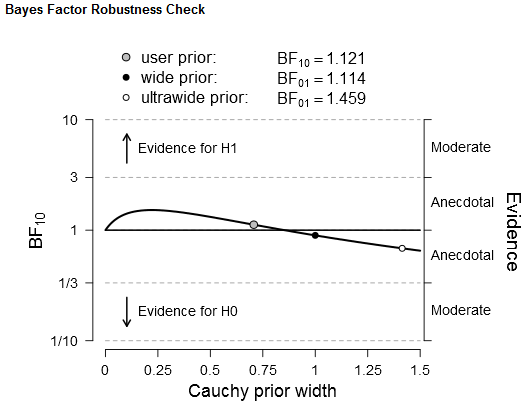 Bayes Factor Robustness Check
user prior: BF10 = 1.121
wide prior: BF01 = 1.114
ultrawide prior: BF01 = 1.459
10
Evidence for H1
Moderate
3
Anecdotal
1
Anecdotal
1/3
Evidence for H0
Moderate
1/10
BF10
Evidence
0 0.25 0.5 0.75 1 1.25 1.5
Cauchy prior width